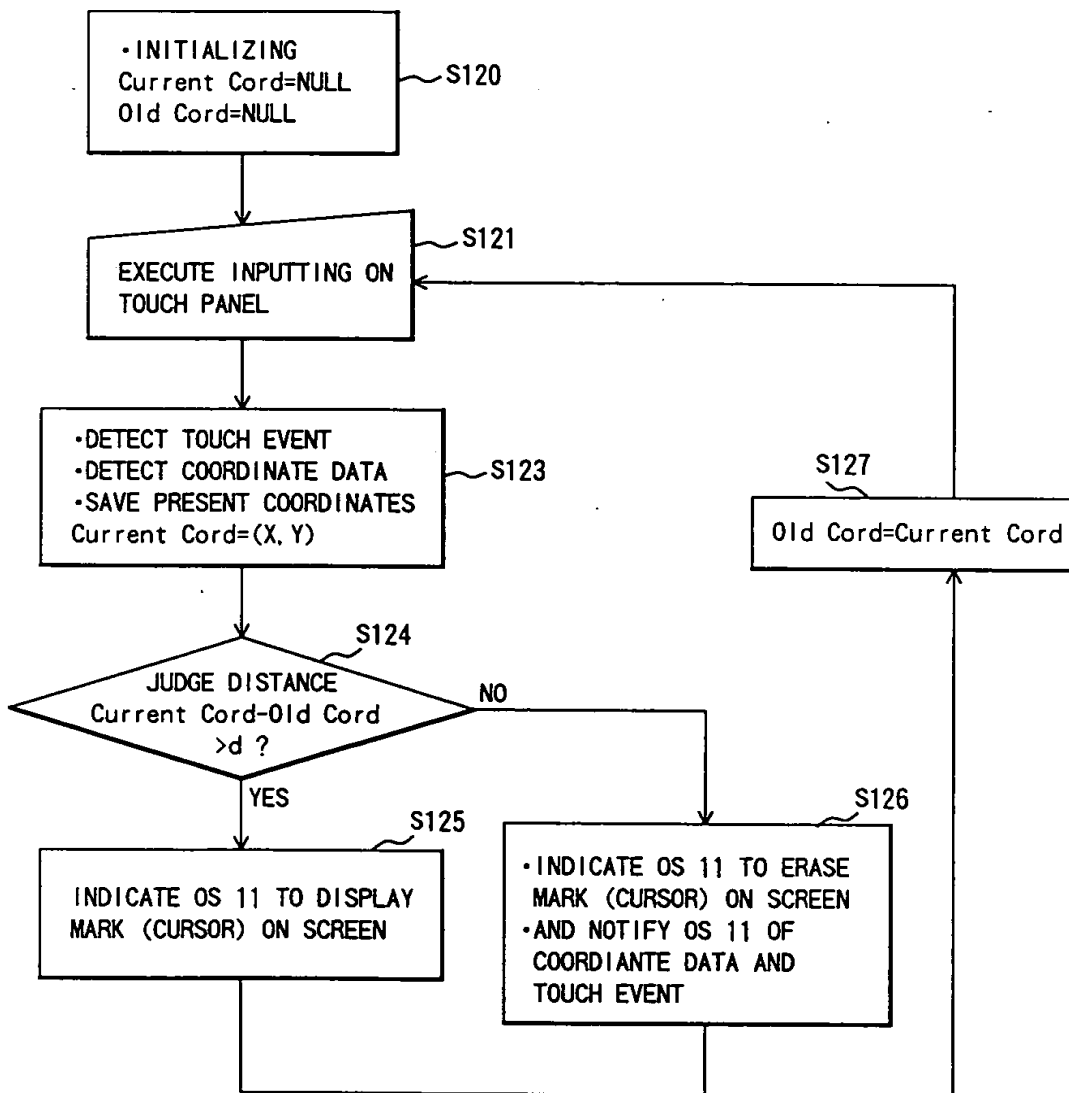 ・INITIALIZING
Current Cord=NULL
Old Cord=NULL
S120
S121
EXECUTE INPUTTING ON
TOUCH PANEL
・DETECT TOUCH EVENT
・DETECT COORDINATE DATA
・SAVE PRESENT COORDINATES
Current Cord=(X, Y)
S123
S127
Old Cord=Current Cord
S124
JUDGE DISTANCE
Current Cord-Old Cord
>d ?
NO
YES
S125
INDICATE OS 11 TO DISPLAY
MARK (CURSOR) ON SCREEN
S126
・INDICATE OS 11 TO ERASE
MARK (CURSOR) ON SCREEN
・AND NOTIFY OS 11 OF
COORDIANTE DATA AND
TOUCH EVENT